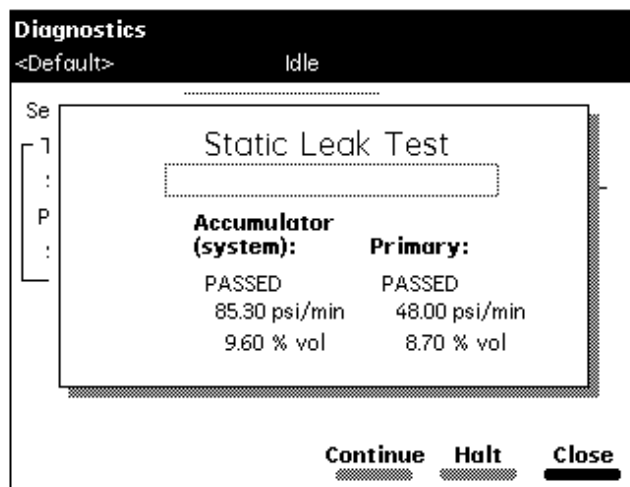 Diagnostics
<Default> Idle
Se
Static Leak Test
Accumulator
(system): Primary:
P
PASSED PASSED
85.30 psi/min 48.00 psi/min
9.60 % vol 8.70 % vol
Continue Halt Close